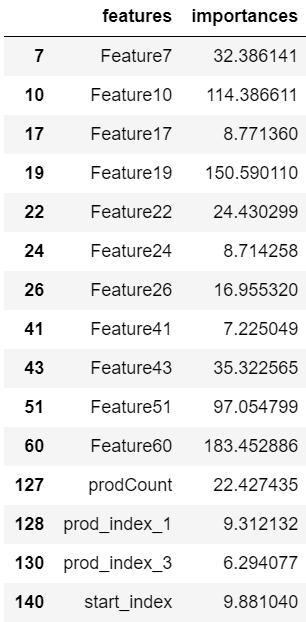 features importances
7 Feature7 32.386141
10 Feature10 114.386611
17 Feature17 8.771360
19 Feature19 150.590110
22 Feature22 24.430299
24 Feature24 8.714258
26 Feature26 16.955320
41 Feature41 7.225049
43 Feature43 35.322565
51 Feature51 97.054799
60 Feature60 183.452886
127 prodCount 22.427435
128 prod_index_1 9.312132
130 prod_index_3 6.294077
140 start_index 9.881040